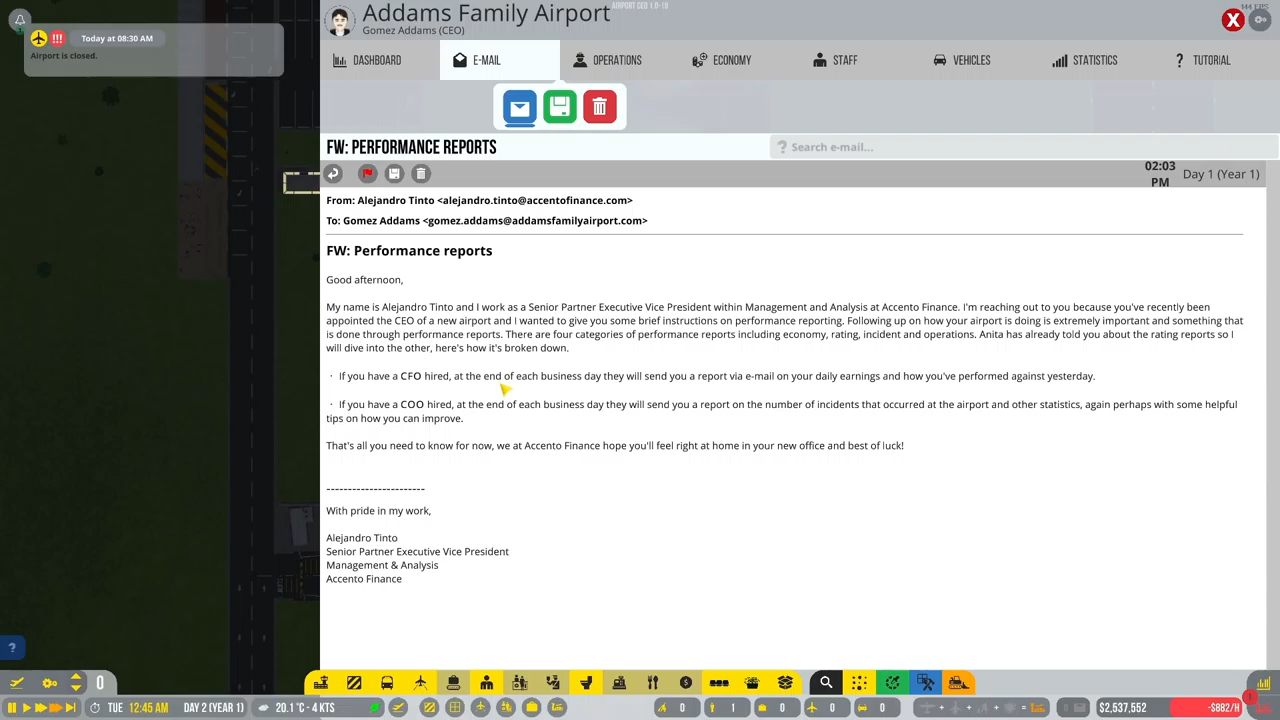 AIRPORT CEO 1.0-18
144 FPS
Addams Family Airport
Gomez Addams (CEO)
!!! Today at 08:30 AM
Airport is closed.
DASHBOARD
E-MAIL
OPERATIONS
ECONOMY
STAFF
VEHICLES
STATISTICS
? TUTORIAL
FW: PERFORMANCE REPORTS
? Search e-mail...
02:03 PM
Day 1 (Year 1)
From: Alejandro Tinto <alejandro.tinto@accentofinance.com>
To: Gomez Addams <gomez.addams@addamsfamilyairport.com>
FW: Performance reports
Good afternoon,
My name is Alejandro Tinto and I work as a Senior Partner Executive Vice President within Management and Analysis at Accento Finance. I'm reaching out to you because you've recently been
appointed the CEO of a new airport and I wanted to give you some brief instructions on performance reporting. Following up on how your airport is doing is extremely important and something that
is done through performance reports. There are four categories of performance reports including economy, rating, incident and operations. Anita has already told you about the rating reports so I
will dive into the other, here's how it's broken down.
· If you have a CFO hired, at the end of each business day they will send you a report via e-mail on your daily earnings and how you've performed against yesterday.
· If you have a COO hired, at the end of each business day they will send you a report on the number of incidents that occurred at the airport and other statistics, again perhaps with some helpful
tips on how you can improve.
That's all you need to know for now, we at Accento Finance hope you'll feel right at home in your new office and best of luck!
-----------------------
With pride in my work,
Alejandro Tinto
Senior Partner Executive Vice President
Management & Analysis
Accento Finance
?
0
TUE 12:45 AM DAY 2 (YEAR 1)
20.1 °C - 4 KTS
0
1
0
0
0
$2,537,552
-$882/H
1